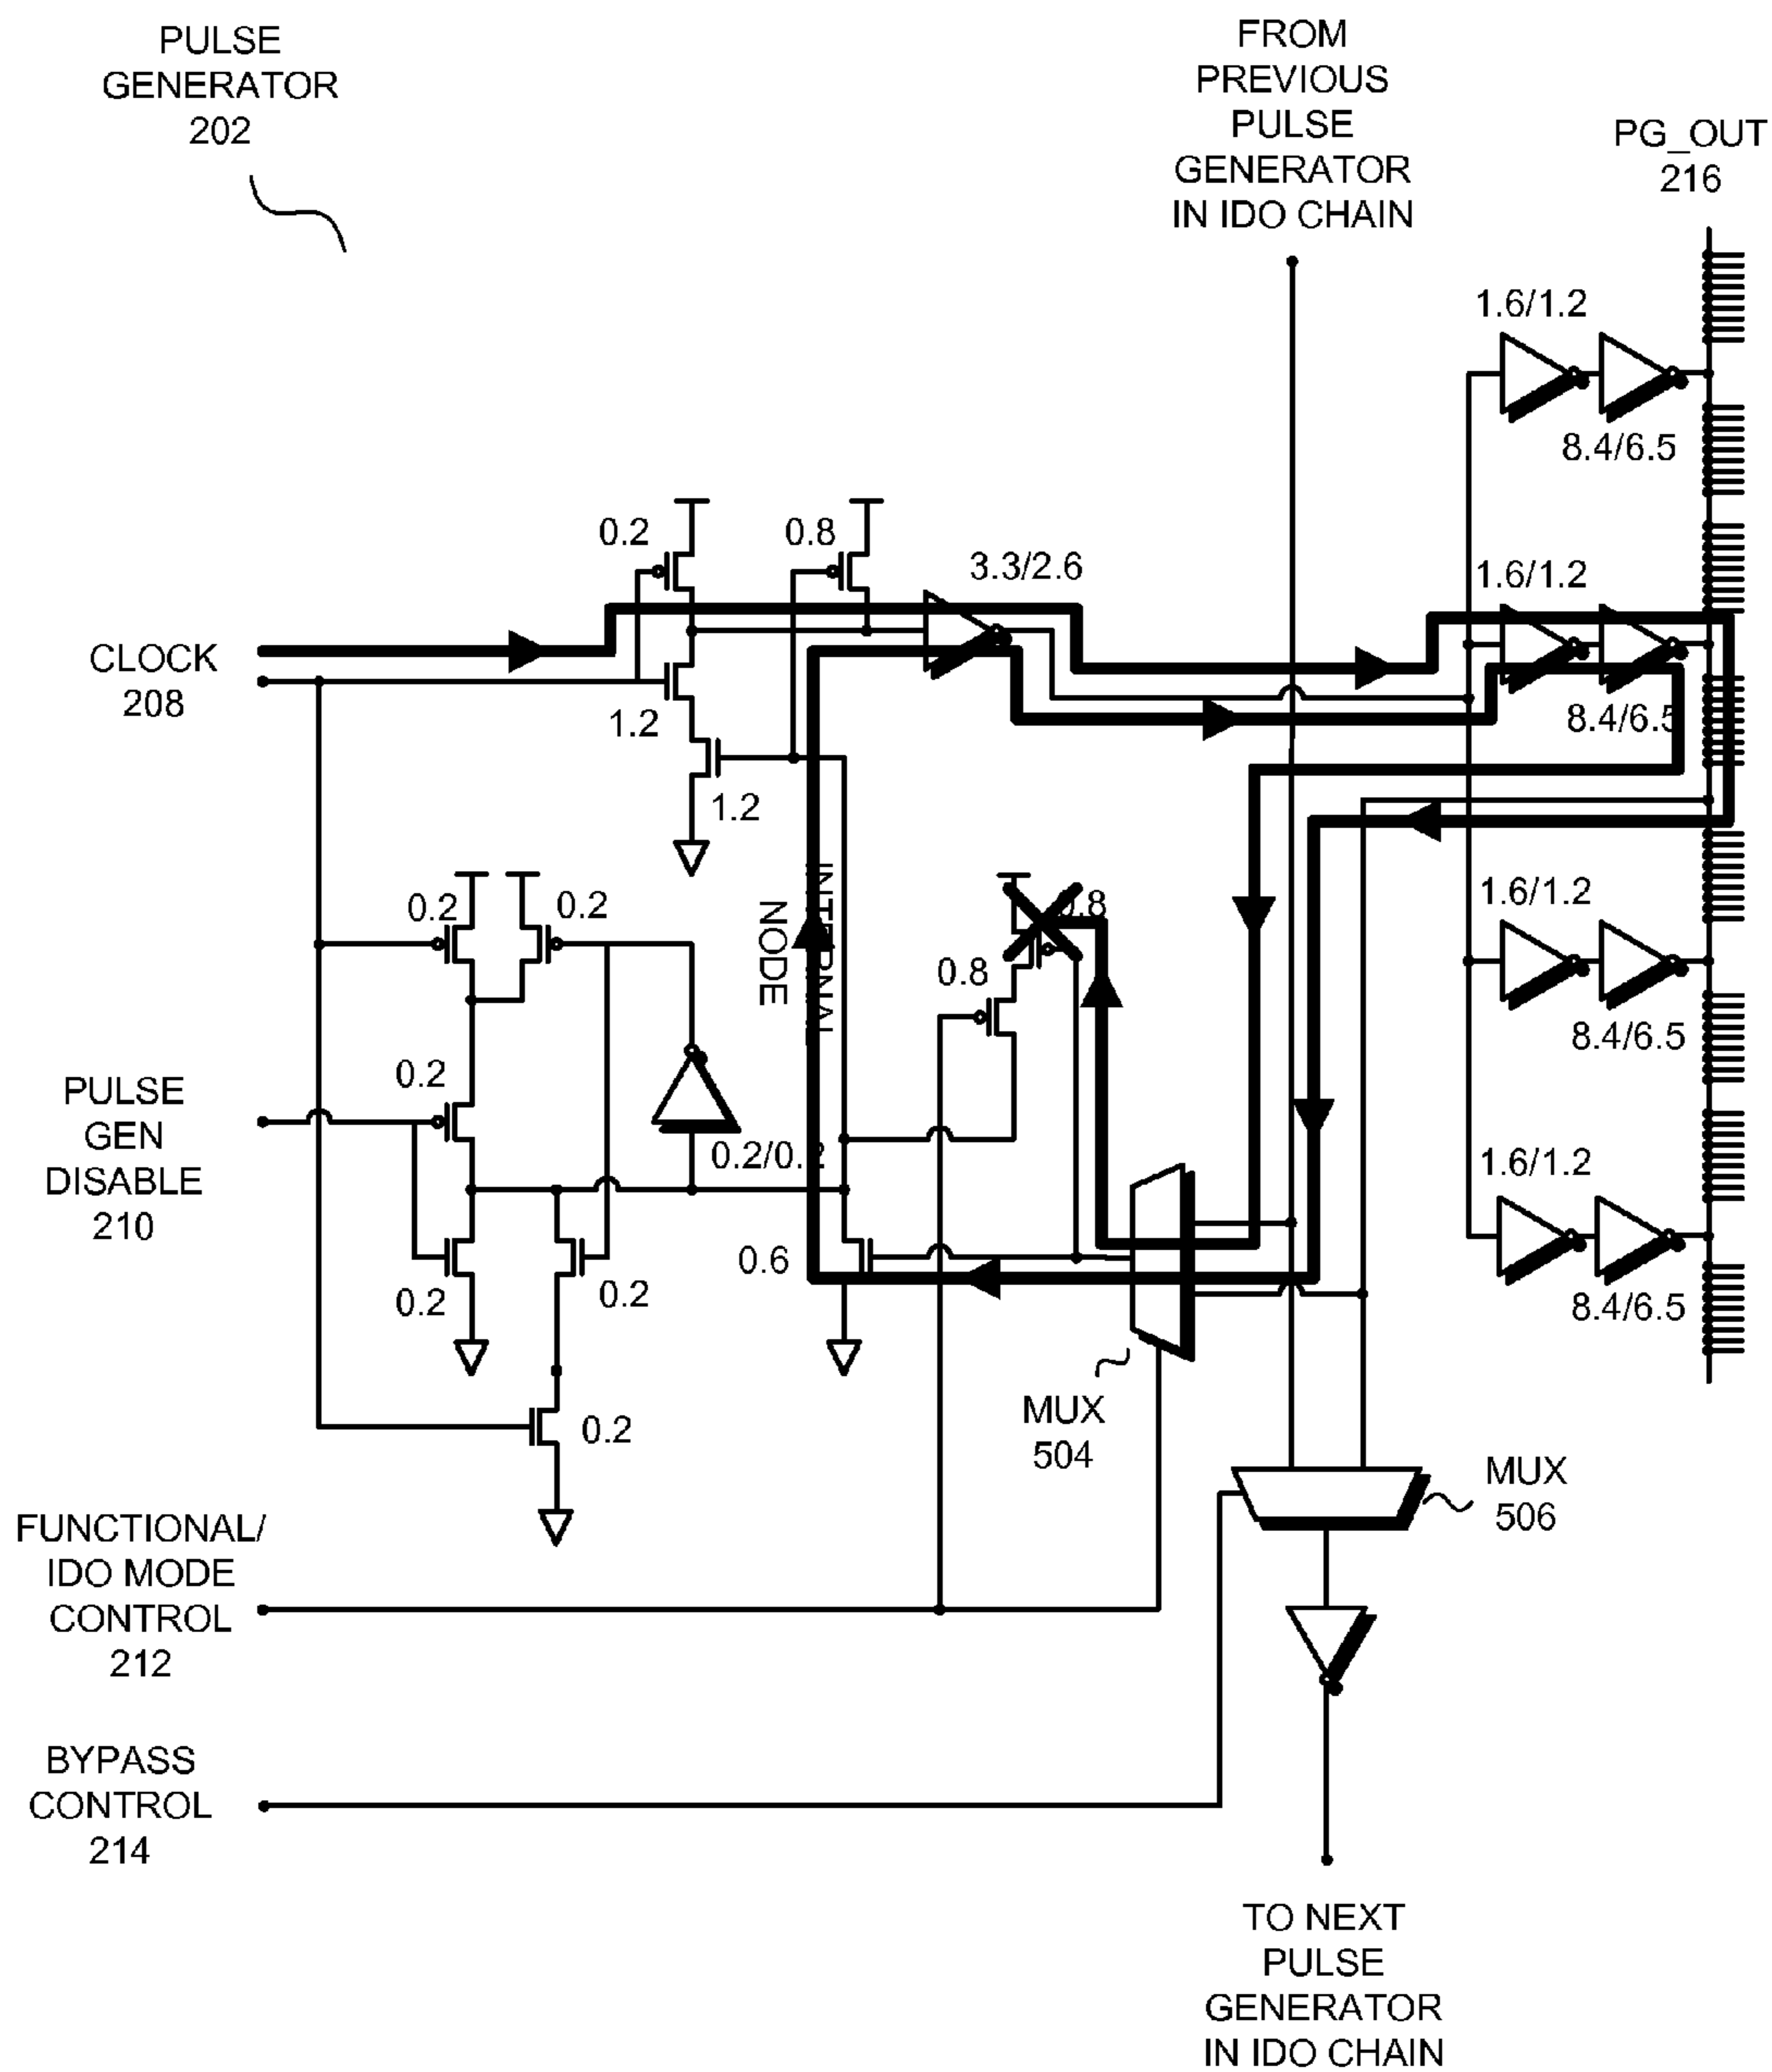 PULSE
GENERATOR
202
FROM
PREVIOUS
PULSE
GENERATOR
IN IDO CHAIN
PG_OUT
216
1.6/1.2
8.4/6.5
0.2
0.8
3.3/2.6
1.6/1.2
CLOCK
208
1.2
8.4/6.5
1.2
0.2
0.2
INTERNAL
NODE
0.8
0.8
1.6/1.2
8.4/6.5
0.2
PULSE
GEN
DISABLE
210
0.2/0.2
1.6/1.2
0.6
0.2
0.2
8.4/6.5
MUX
504
0.2
MUX
506
FUNCTIONAL/
IDO MODE
CONTROL
212
BYPASS
CONTROL
214
TO NEXT
PULSE
GENERATOR
IN IDO CHAIN